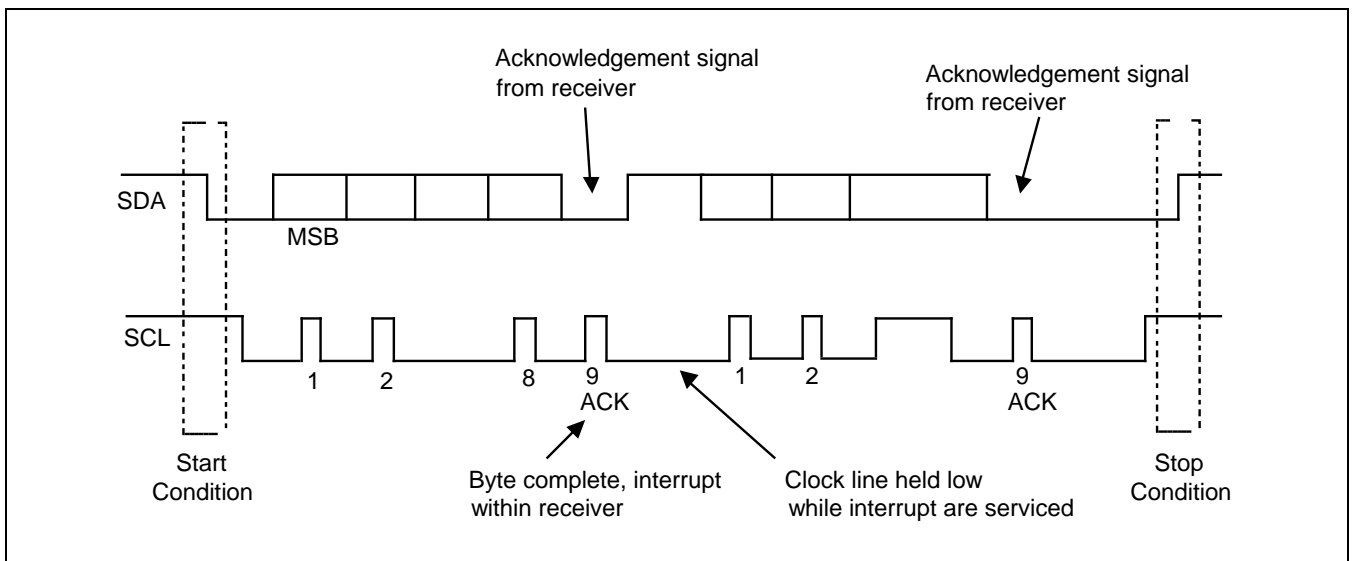 Acknowledgement signal
from receiver
Acknowledgement signal
from receiver
SDA
MSB
SCL
1
2
8
9
1
2
9
ACK
ACK
Start
Condition
Byte complete, interrupt
within receiver
Clock line held low
while interrupt are serviced
Stop
Condition